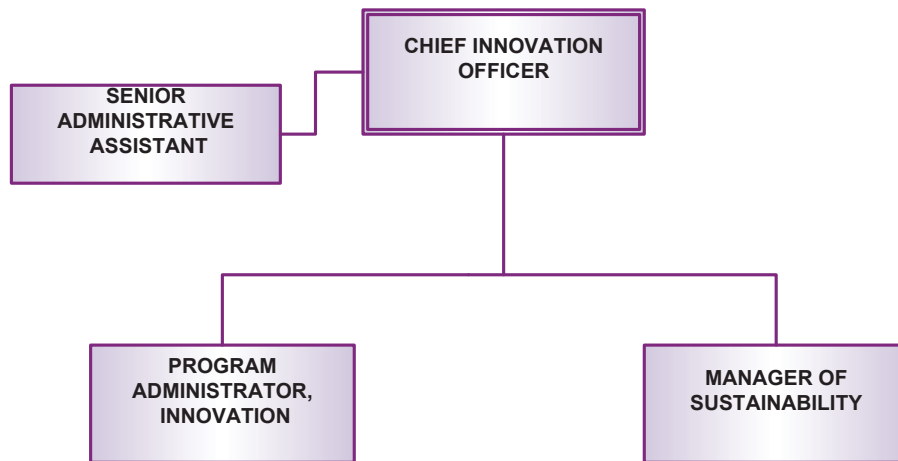 CHIEF INNOVATION
OFFICER
SENIOR
ADMINISTRATIVE
ASSISTANT
PROGRAM
ADMINISTRATOR,
INNOVATION
MANAGER OF
SUSTAINABILITY